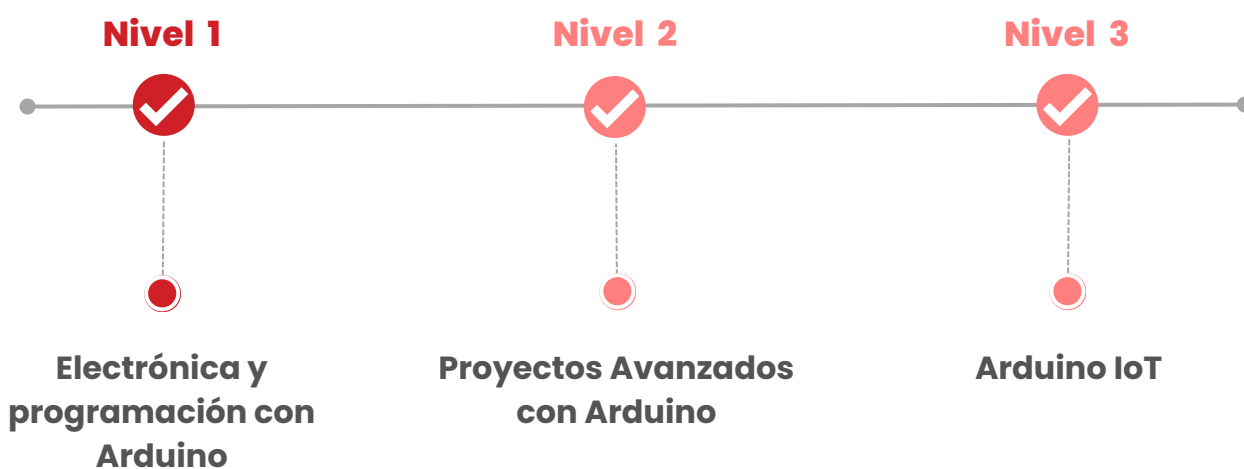 Nivel 1
Nivel 2
Nivel 3
Electrónica y
programación con
Arduino
Proyectos Avanzados
con Arduino
Arduino IoT